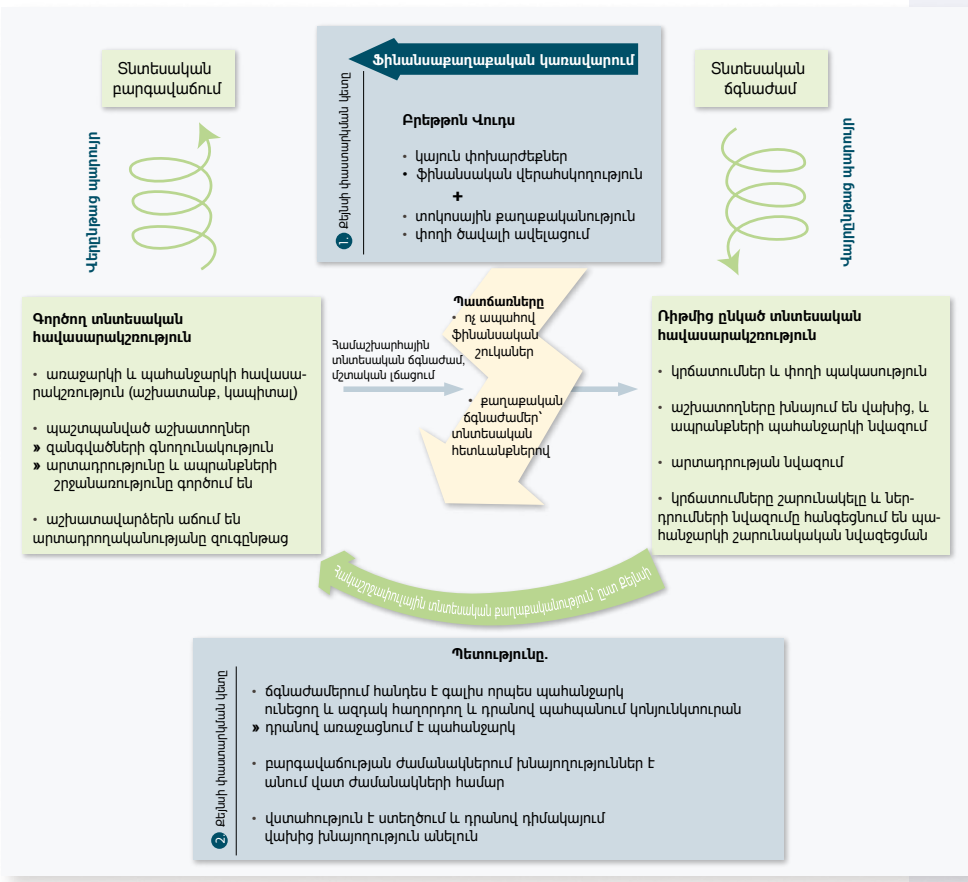 Տնտեսական
բարգավաճում
Վերընթաց պարույր
Ֆինանսաքաղաքական կառավարում
1. Քեյնսի փաստարկման կետը
Բրեթթոն Վուդս
• կայուն փոխարժեքներ
• ֆինանսական վերահսկողություն
+
• տոկոսային քաղաքականություն
• փողի ծավալի ավելացում
Տնտեսական
ճգնաժամ
Վայրընթաց պարույր
Գործող տնտեսական
հավասարակշռություն
• առաջարկի և պահանջարկի հավասա-
րակշռություն (աշխատանք, կապիտալ)
• պաշտպանված աշխատողներ
» զանգվածների գնողունակություն
» արտադրությունը և ապրանքների
շրջանառությունը գործում են
• աշխատավարձերն աճում են
արտադրողականությանը զուգընթաց
Համաշխարհային
տնտեսական ճգնաժամ,
մշտական լճացում
Պատճառները
• ոչ ապահով
ֆինանսական
շուկաներ
• քաղաքական
ճգնաժամեր՝
տնտեսական
հետևանքներով
Ռիթմից ընկած տնտեսական
հավասարակշռություն
• կրճատումներ և փողի պակասություն
• աշխատողները խնայում են վախից, և
ապրանքների պահանջարկի նվազում
• արտադրության նվազում
• կրճատումները շարունակելը և ներ-
դրումների նվազումը հանգեցնում են պա-
հանջարկի շարունակական նվազեցման
Հակաշրջափուլային տնտեսական քաղաքականություն՝ ըստ Քեյնսի
2. Քեյնսի փաստարկման կետը
Պետությունը.
• ճգնաժամերում հանդես է գալիս որպես պահանջարկ
ունեցող և ազդակ հաղորդող և դրանով պահպանում կոնյունկտուրան
» դրանով առաջացնում է պահանջարկ
• բարգավաճության ժամանակներում խնայողություններ է
անում վատ ժամանակների համար
• վստահություն է ստեղծում և դրանով դիմակայում
վախից խնայողություն անելուն